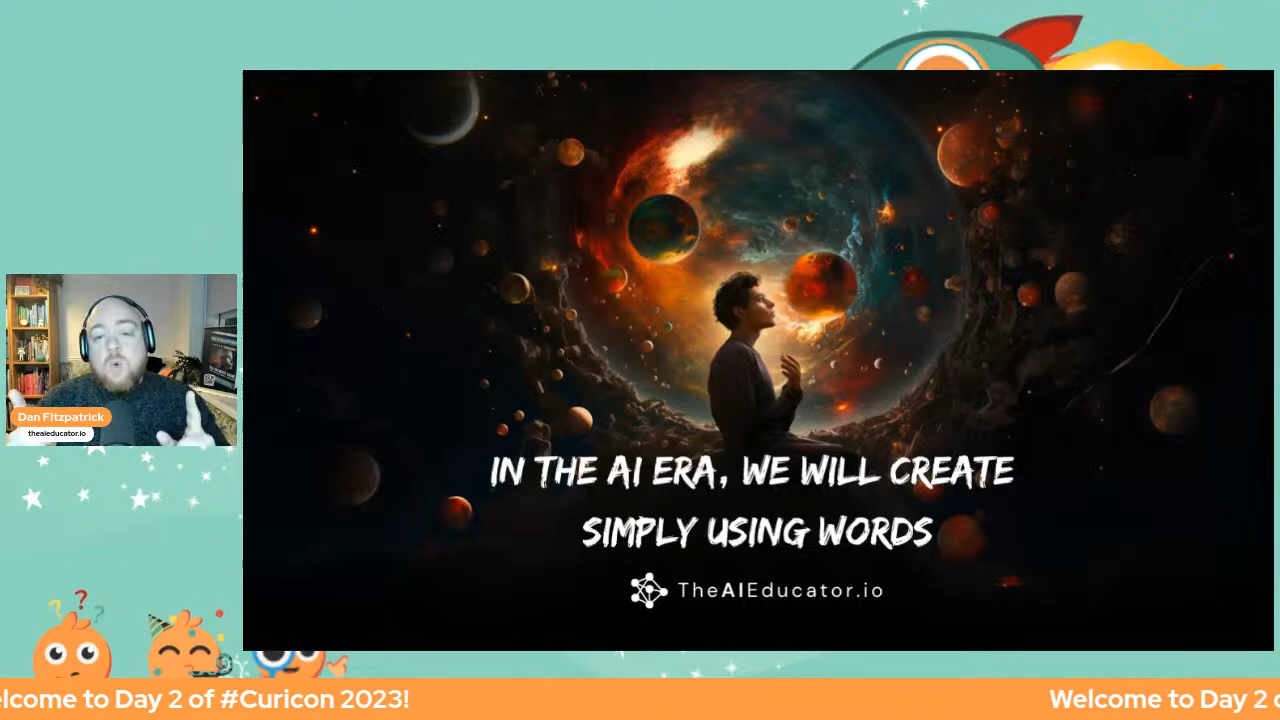 Dan Fitzpatrick
theaieducator.io
IN THE AI ERA, WE WILL CREATE
SIMPLY USING WORDS
TheAIEducator.io
elcome to Day 2 of #Curicon 2023!
Welcome to Day 2 o